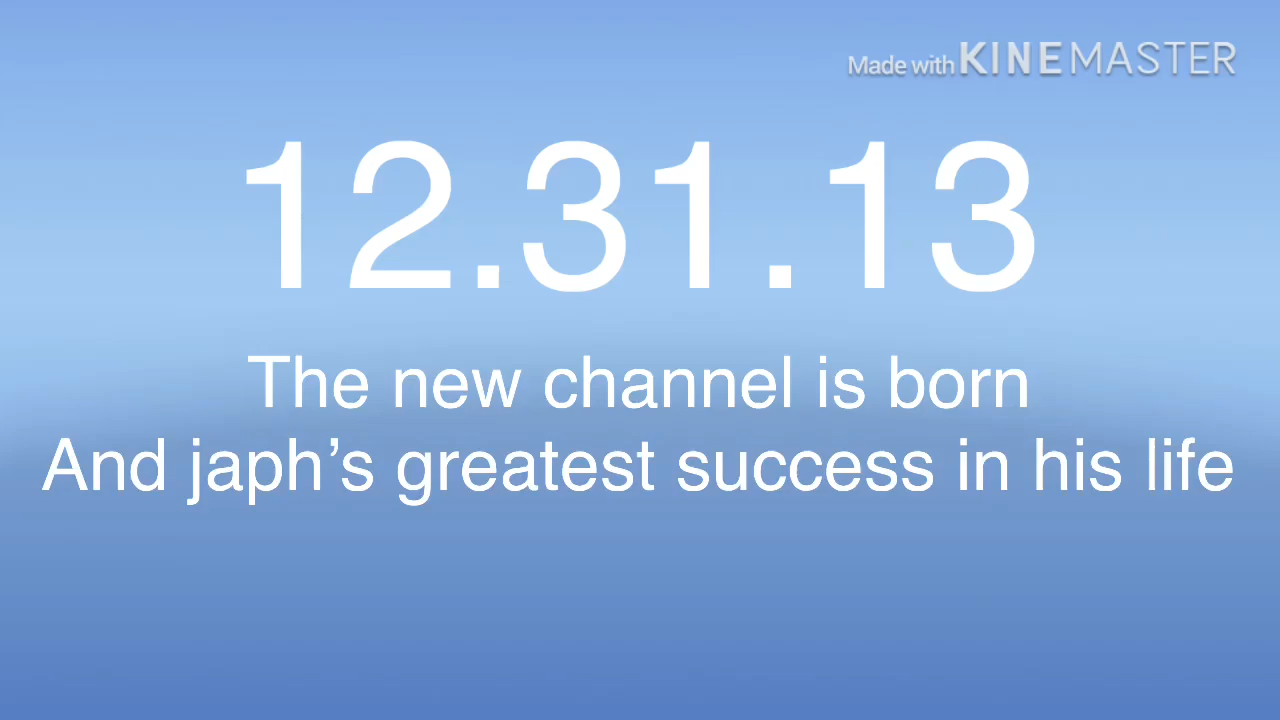 Made with KINEMASTER
12.31.13
The new channel is born
And japh’s greatest success in his life